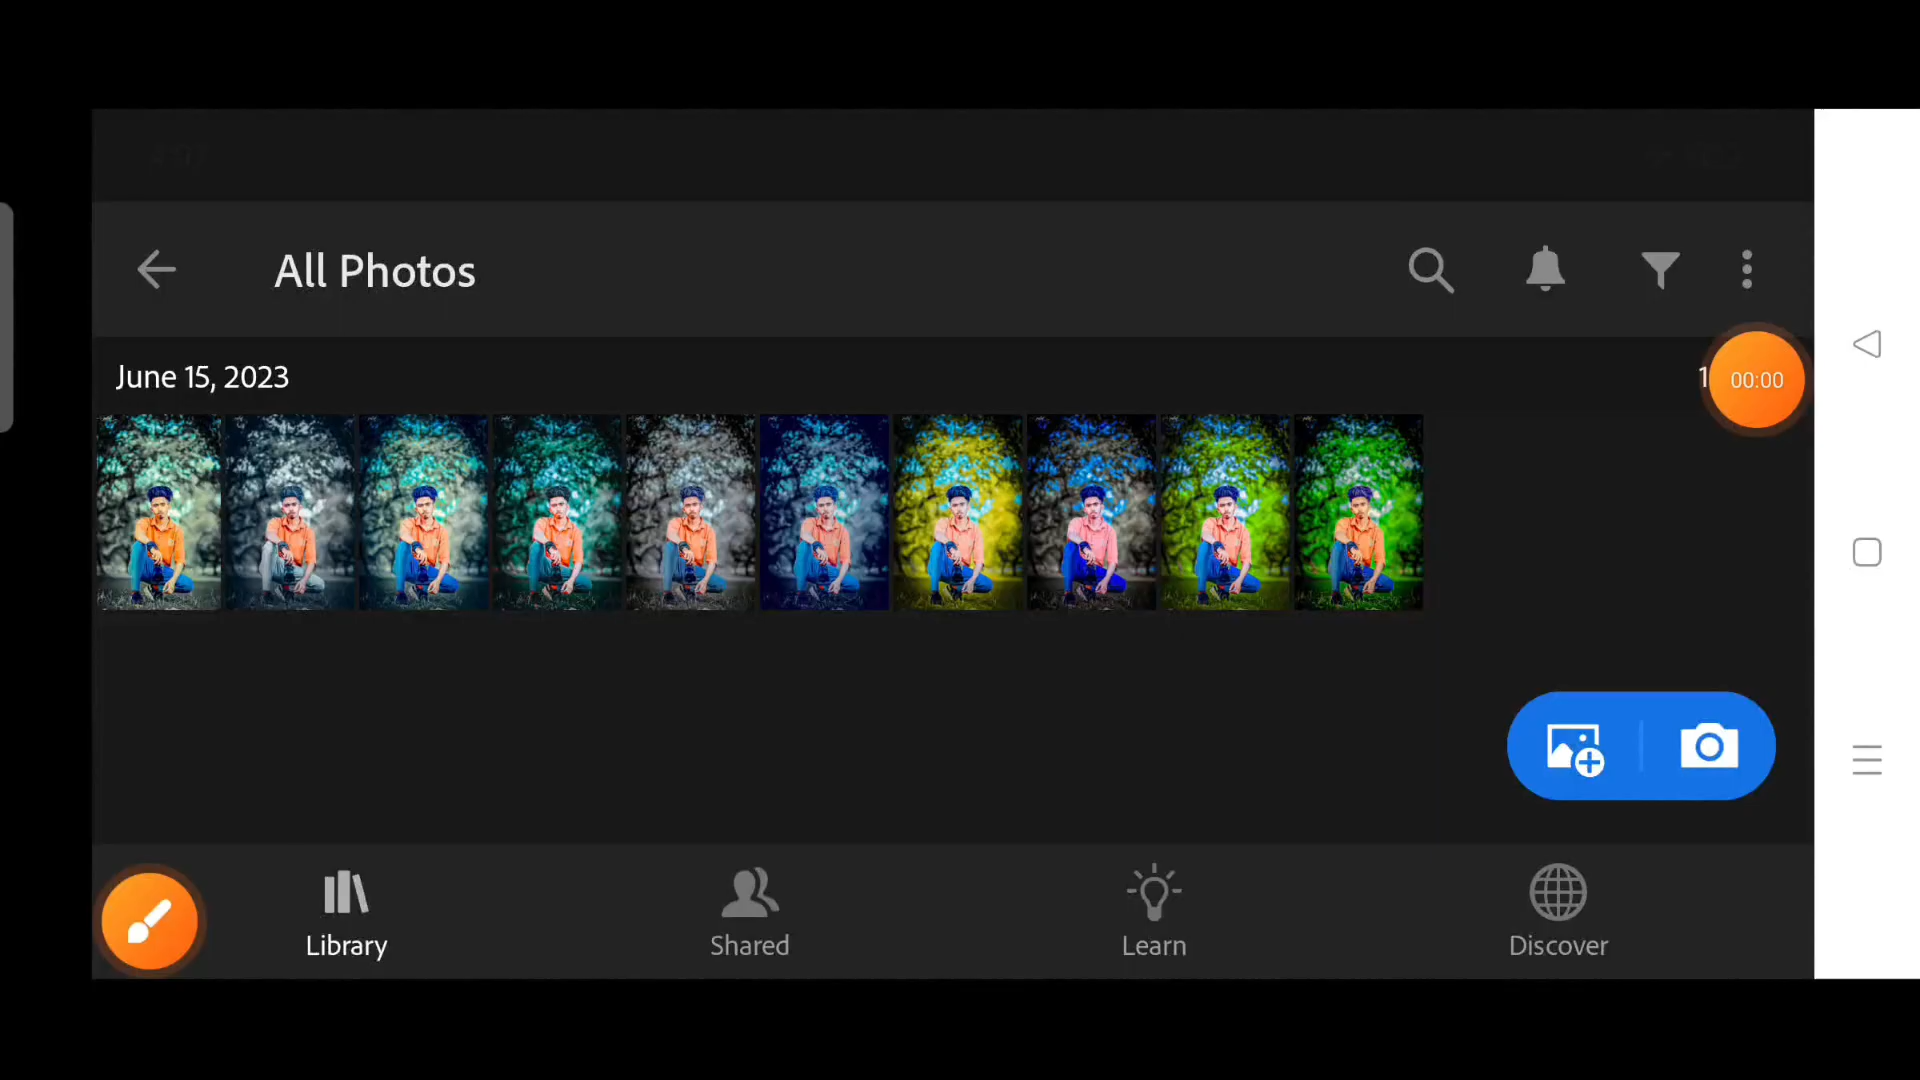 All Photos
June 15, 2023
1
00:00
Library
Shared
Learn
Discover